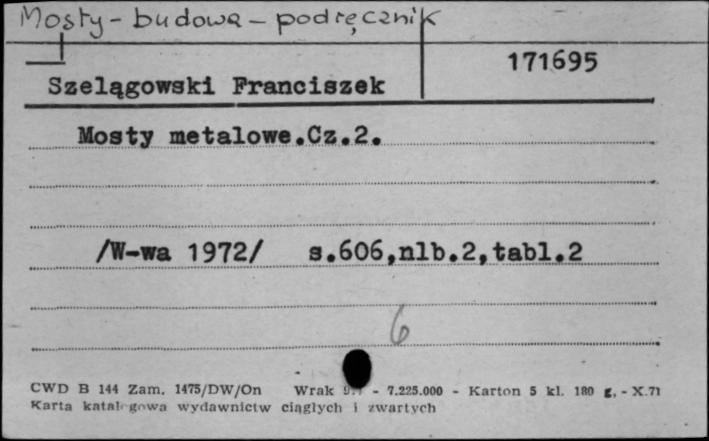 Mosty - budowa - podręcznik
171695
Szelągowski Franciszek
Mosty metalowe.Cz.2.
/W-wa 1972/ s.606,nlb.2,tabl.2
6
CWD B 144 Zam. 1475/DW/On Wrak - 7.225.000 - Karton 5 kl. 180 g. - X.71
Karta katalogowa wydawnictw ciągłych i zwartych